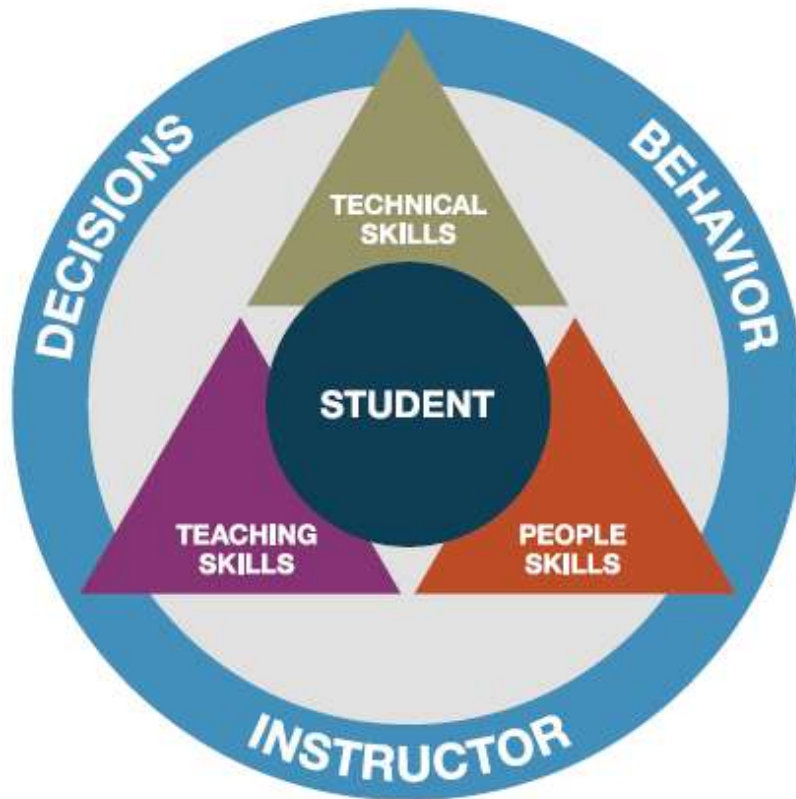 DECISIONS
BEHAVIOR
TECHNICAL
SKILLS
STUDENT
TEACHING
SKILLS
PEOPLE
SKILLS
INSTRUCTOR